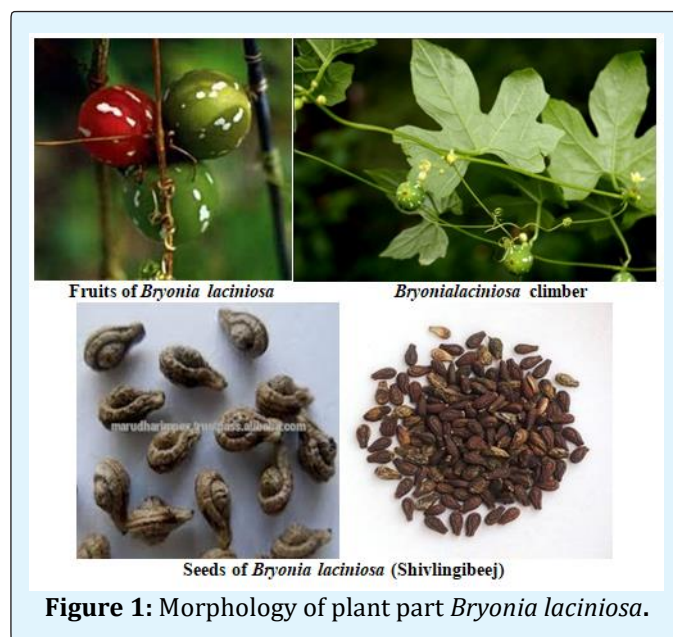 Fruits of Bryonia laciniosa
Bryonialaciniosa climber
marudharimpex.trustpass.alibaba.com
Seeds of Bryonia laciniosa (Shivlingibeej)
Figure 1: Morphology of plant part Bryonia laciniosa.